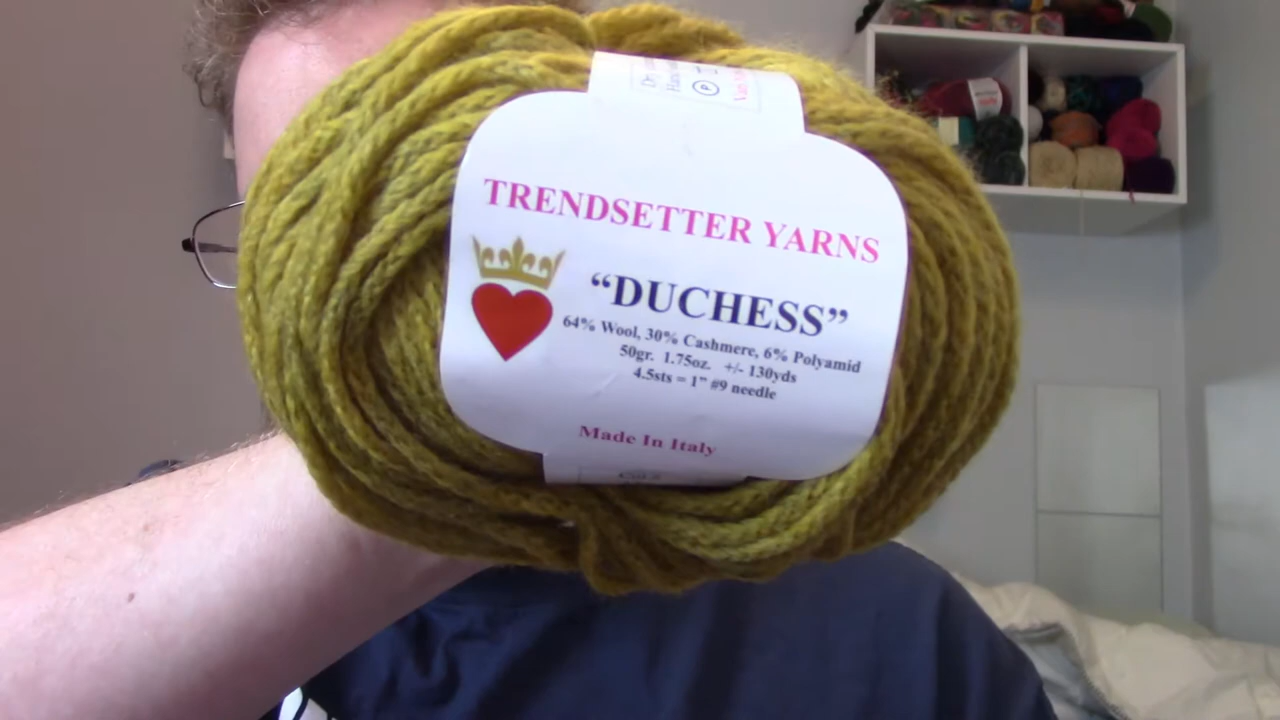 TRENDSETTER YARNS
“DUCHESS”
64% Wool, 30% Cashmere, 6% Polyamid
50gr. 1.75oz. +/- 130yds
4.5sts = 1” #9 needle
Made In Italy